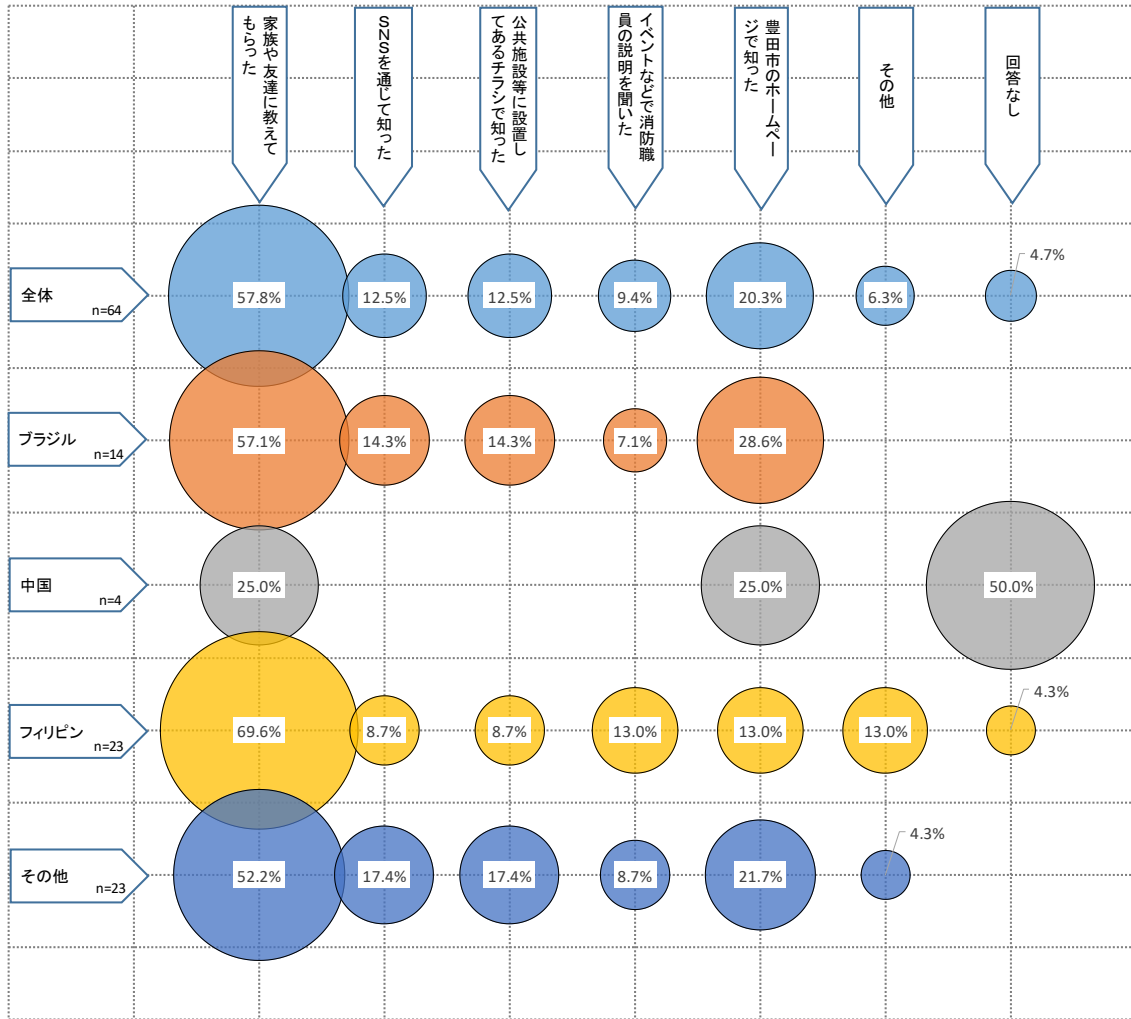 家族や友達に教えて
もらった
SNSを通じて知った
公共施設等に設置し
てあるチラシで知った
イベントなどで消防職
員の説明を聞いた
豊田市のホームペー
ジで知った
その他
回答なし
全体
n=64
57.8%
12.5%
12.5%
9.4%
20.3%
6.3%
4.7%
ブラジル
n=14
57.1%
14.3%
14.3%
7.1%
28.6%
中国
n=4
25.0%
25.0%
50.0%
フィリピン
n=23
69.6%
8.7%
8.7%
13.0%
13.0%
13.0%
4.3%
その他
n=23
52.2%
17.4%
17.4%
8.7%
21.7%
4.3%